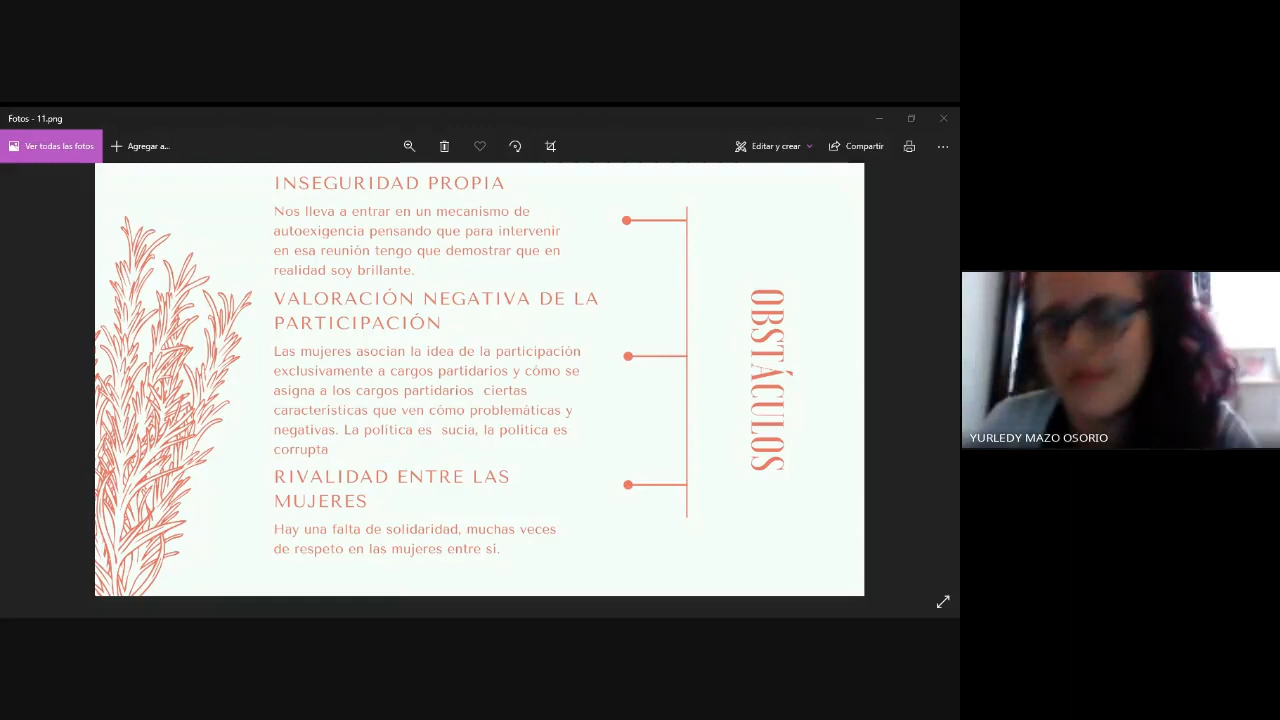 Fotos - 11.png
Ver todas las fotos
Agregar a...
Editar y crear
Compartir
INSEGURIDAD PROPIA
Nos lleva a entrar en un mecanismo de
autoexigencia pensando que para intervenir
en esa reunión tengo que demostrar que en
realidad soy brillante.
VALORACIÓN NEGATIVA DE LA
PARTICIPACIÓN
Las mujeres asocian la idea de la participación
exclusivamente a cargos partidarios y cómo se
asigna a los cargos partidarios  ciertas
características que ven cómo problemáticas y
negativas. La política es  sucia, la política es
corrupta
RIVALIDAD ENTRE LAS
MUJERES
Hay una falta de solidaridad, muchas veces
de respeto en las mujeres entre sí.
OBSTÁCULOS
YURLEDY MAZO OSORIO